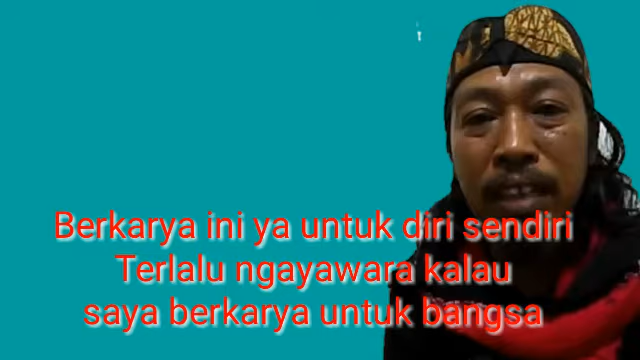 Berkarya ini ya untuk diri sendiri
Terlalu ngayawara kalau
saya berkarya untuk bangsa